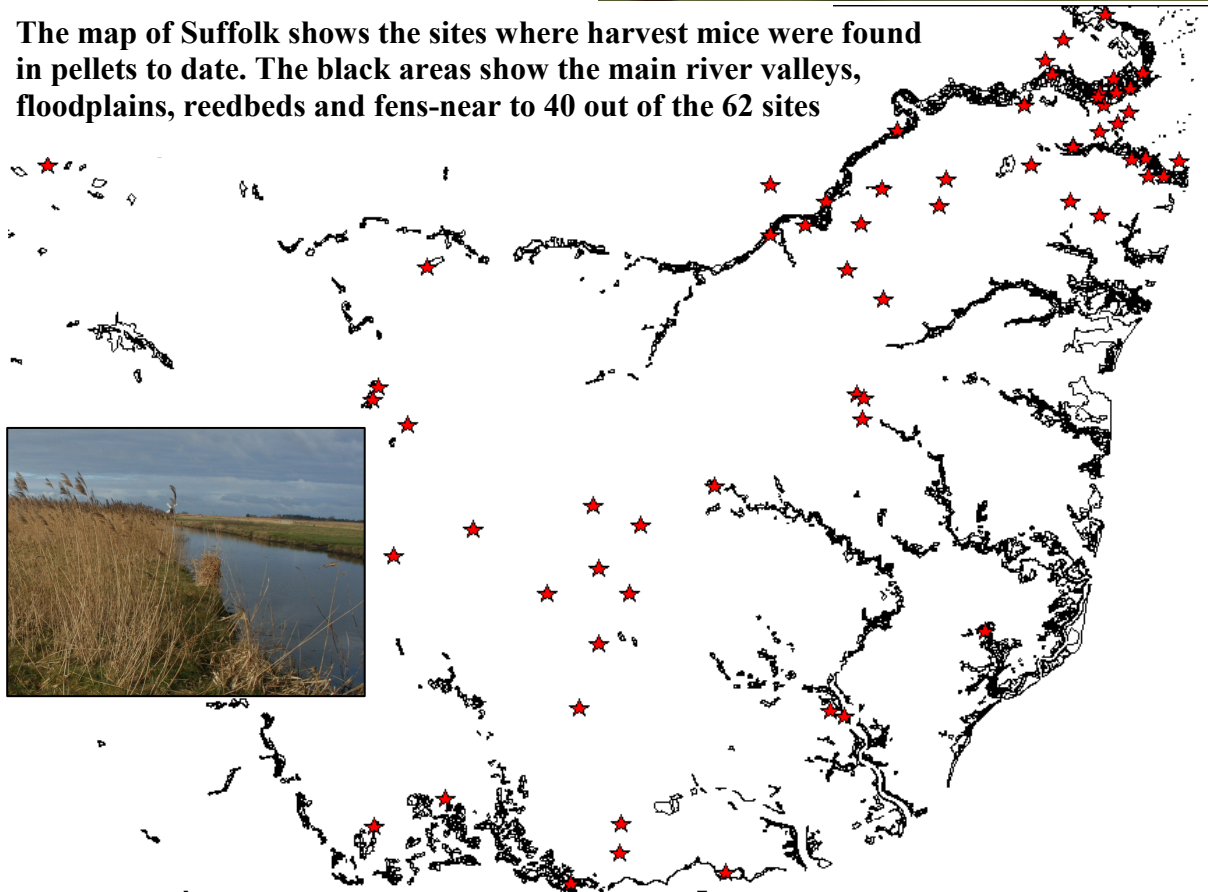 The map of Suffolk shows the sites where harvest mice were found
in pellets to date. The black areas show the main river valleys,
floodplains, reedbeds and fens-near to 40 out of the 62 sites